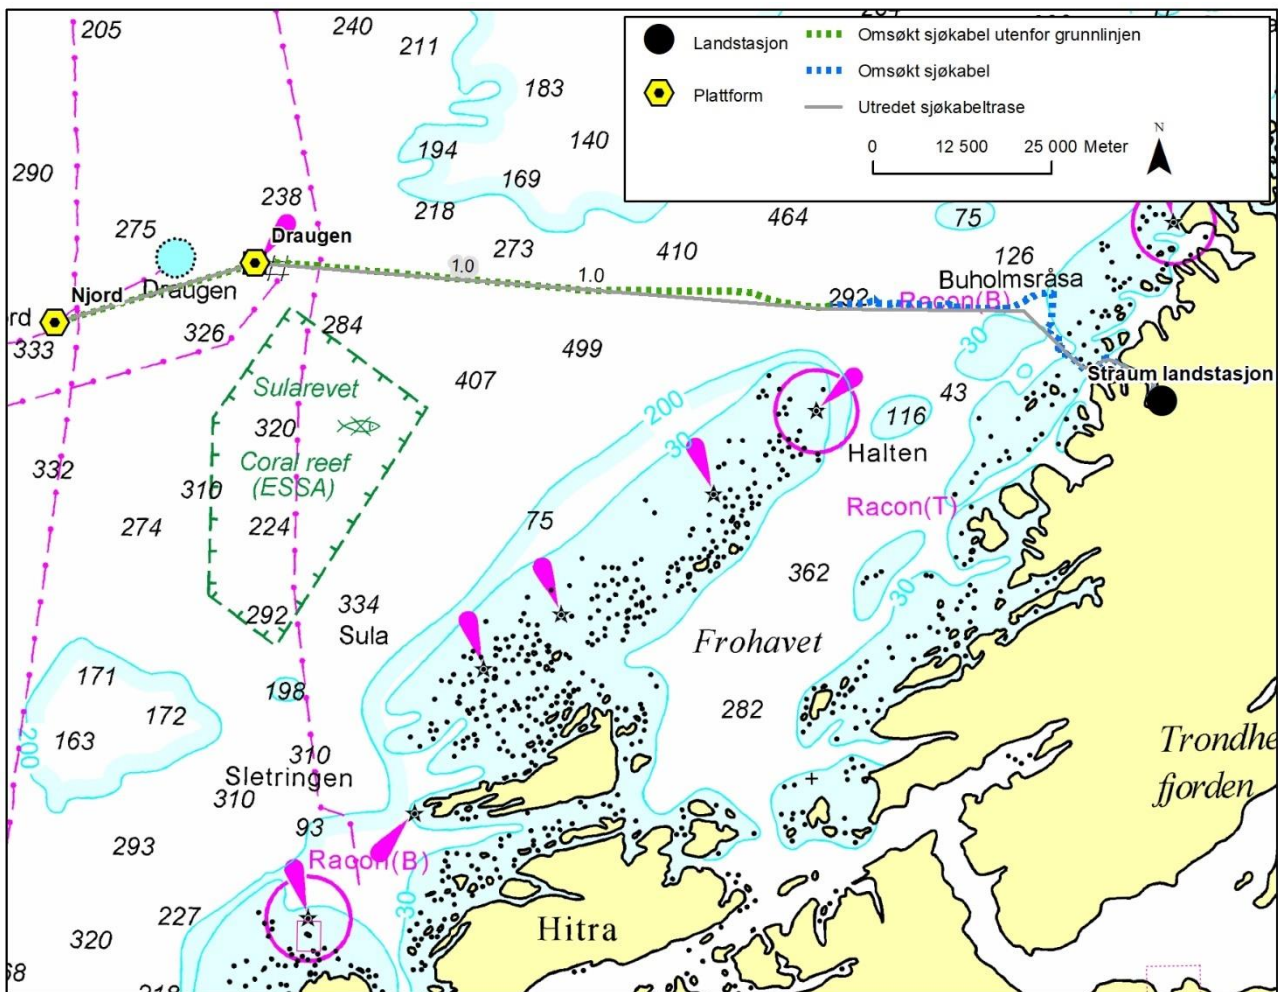 205
240
211
183
194
140
169
218
290
238
275
Landstasjon
Plattform
Omsøkt sjøkabel utenfor grunnlinjen
Omsøkt sjøkabel
Utredet sjøkabeltrase
0 12 500 25 000 Meter
N
464
75
Draugen
273
410
126
1.0
1.0
Buholmsråsa
Draugen
Njord
rd
292
Racon(B)
333
326
284
499
30
407
43
Straum landstasjon
Sularevet
200
116
320
30
Halten
Coral reef
(ESSA)
332
310
Racon(T)
274
224
75
362
30
292
334
Sula
Frohavet
171
198
172
282
163
200
310
Trondhe
fjorden
Sletringen
310
93
293
Racon(B)
30
227
320
Hitra
68
218